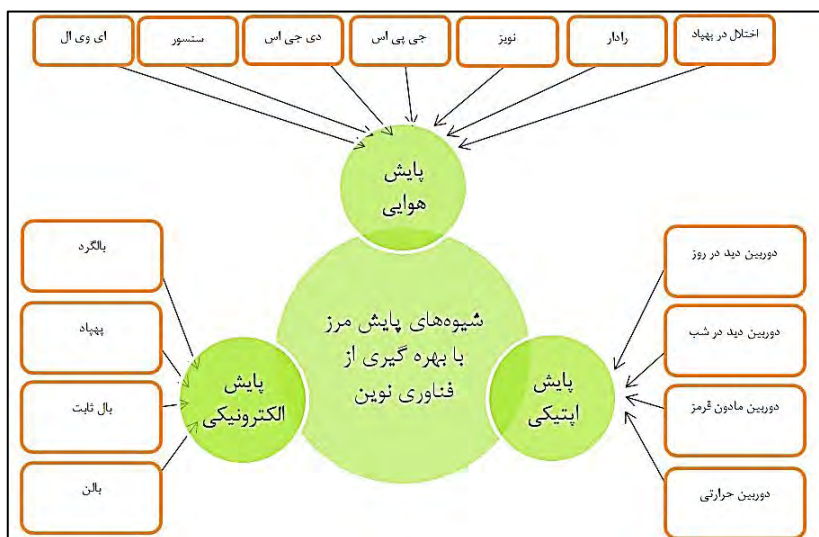 اختلال در پهپاد
رادار
نویز
جی پی اس
دی جی اس
سنسور
ای وی ال
پایش
هوایی
شیوه‌های پایش مرز
با بهره گیری از
فناوری نوین
پایش
اپتیکی
پایش
الکترونیکی
دوربین دید در روز
دوربین دید در شب
دوربین مادون قرمز
دوربین حرارتی
بالگرد
پهپاد
بال ثابت
بالن